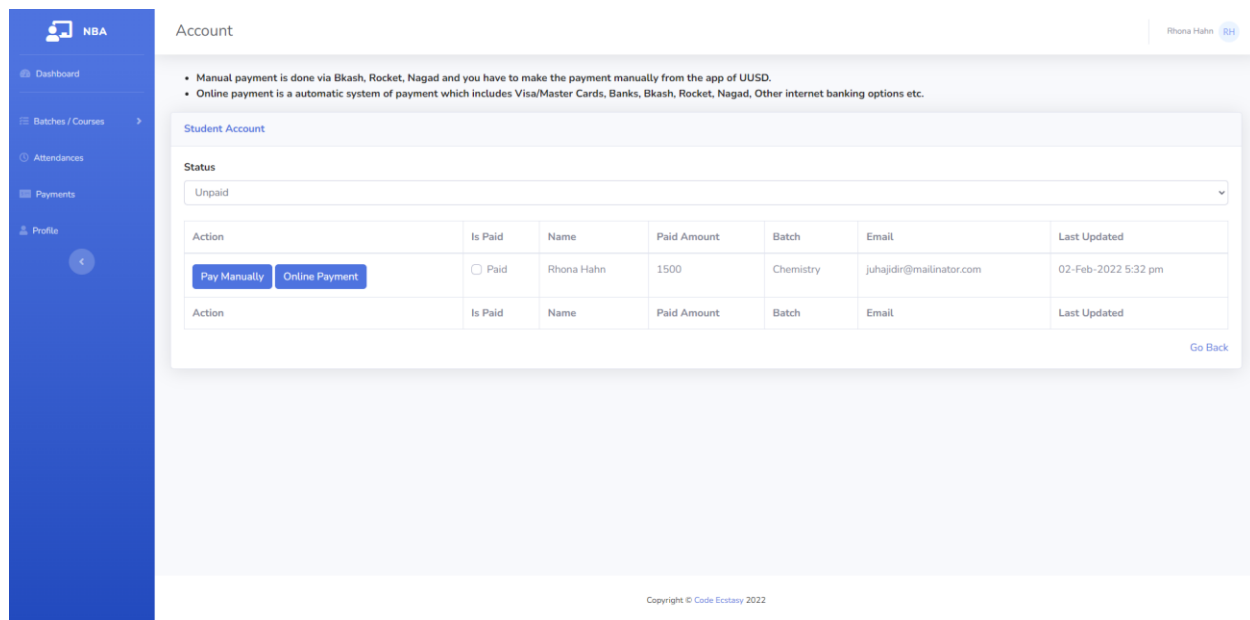 NBA
Account
Rhona Hahn RH
Dashboard
Batches / Courses
Attendances
Payments
Profile
• Manual payment is done via Bkash, Rocket, Nagad and you have to make the payment manually from the app of UUSD.
• Online payment is a automatic system of payment which includes Visa/Master Cards, Banks, Bkash, Rocket, Nagad, Other internet banking options etc.
Student Account
Status
Unpaid
Action Is Paid Name Paid Amount Batch Email Last Updated
Pay Manually Online Payment Paid Rhona Hahn 1500 Chemistry juhajidir@mailinator.com 02-Feb-2022 5:32 pm
Action Is Paid Name Paid Amount Batch Email Last Updated
Go Back
Copyright © Code Ecstasy 2022